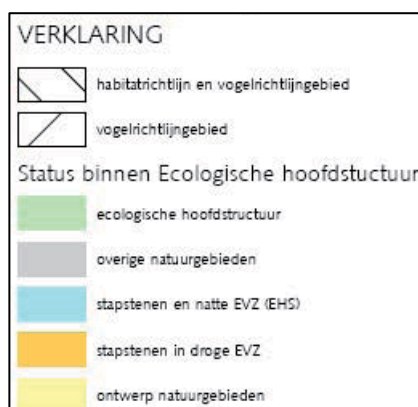 VERKLARING
habitatrichtlijn en vogelrichtlijngebied
vogelrichtlijngebied
Status binnen Ecologische hoofdstuctuur
ecologische hoofdstructuur
overige natuurgebieden
stapstenen en natte EVZ (EHS)
stapstenen in droge EVZ
ontwerp natuurgebieden